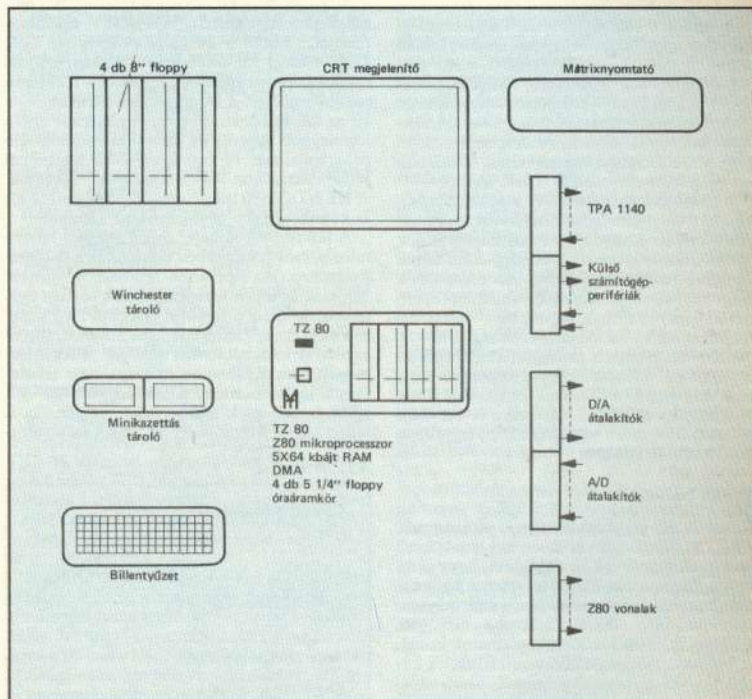 4 db 8" floppy
CRT megjelenítő
Mátrixnyomtató
TPA 1140
Külső
számítógép-
perifériák
Winchester
tároló
TZ 80
Minikazettás
tároló
TZ 80
Z80 mikroprocesszor
5X64 kbájt RAM
DMA
4 db 5 1/4" floppy
óraáramkör
D/A
átalakítók
A/D
átalakítók
Billentyűzet
Z80 vonalak